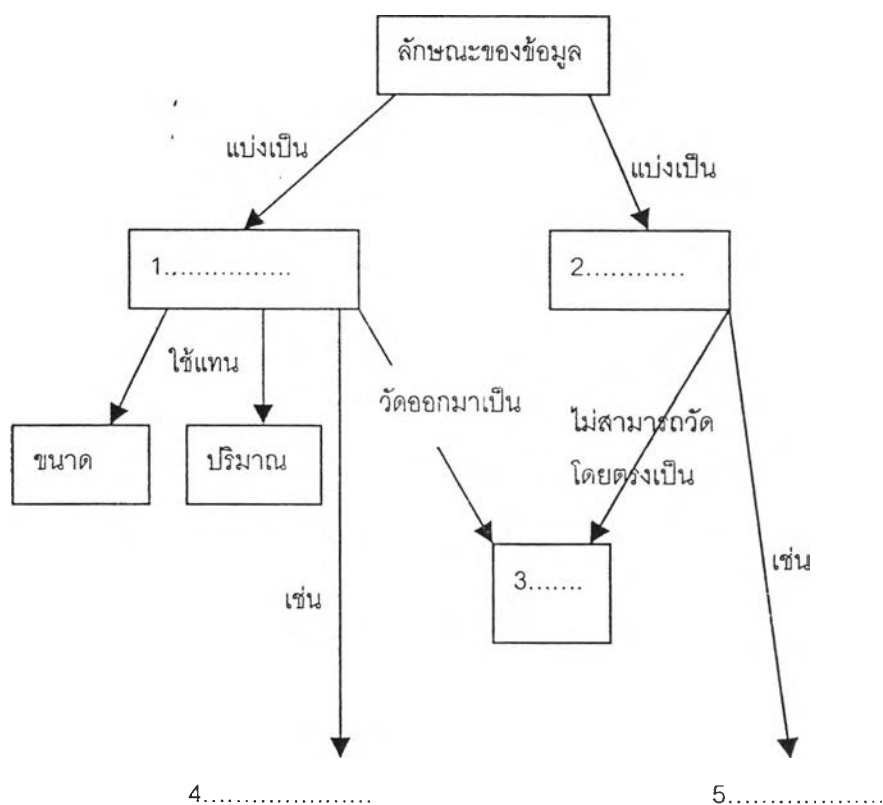 ลักษณะของข้อมูล
แบ่งเป็น
แบ่งเป็น
1.................
2............
ใช้แทน
วัดออกมาเป็น
ไม่สามารถวัด
โดยตรงเป็น
ขนาด
ปริมาณ
3.......
เช่น
เช่น
4.....................
5...................